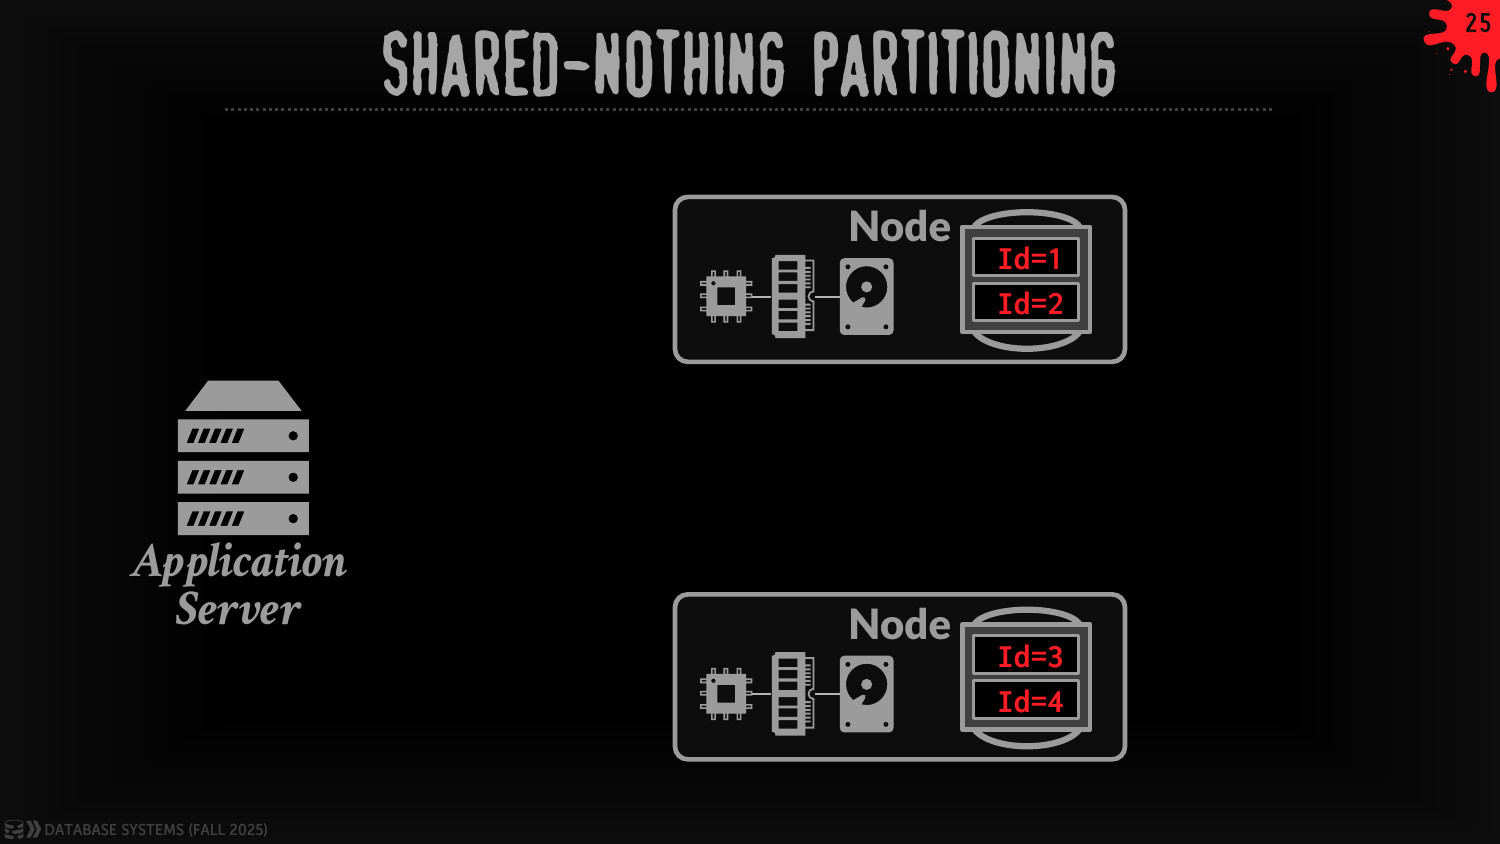 SHARED-NOTHING PARTITIONING
25
Node
Id=1
Id=2
Application
Server
Node
Id=3
Id=4
DATABASE SYSTEMS (FALL 2025)